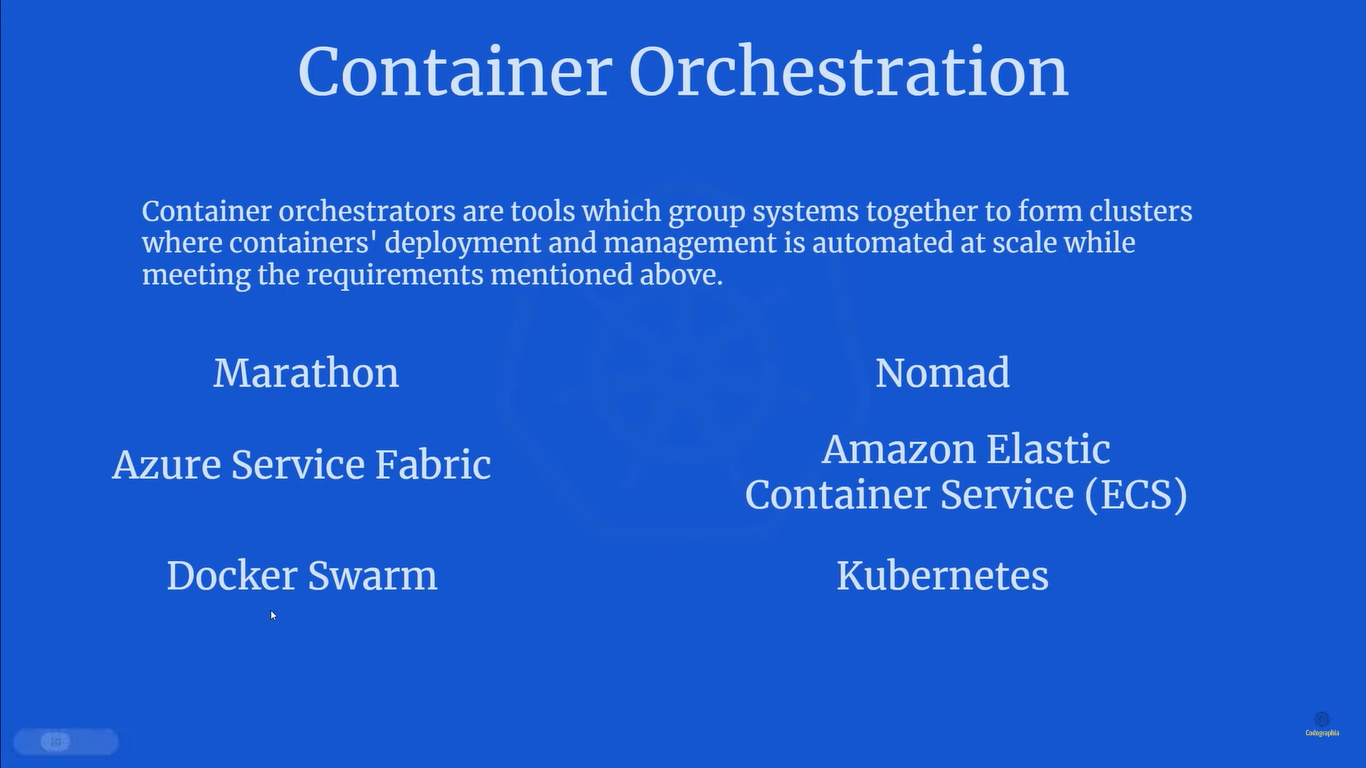 Container Orchestration
Container orchestrators are tools which group systems together to form clusters
where containers' deployment and management is automated at scale while
meeting the requirements mentioned above.
Marathon
Nomad
Azure Service Fabric
Amazon Elastic
Container Service (ECS)
Docker Swarm
Kubernetes
Codographia